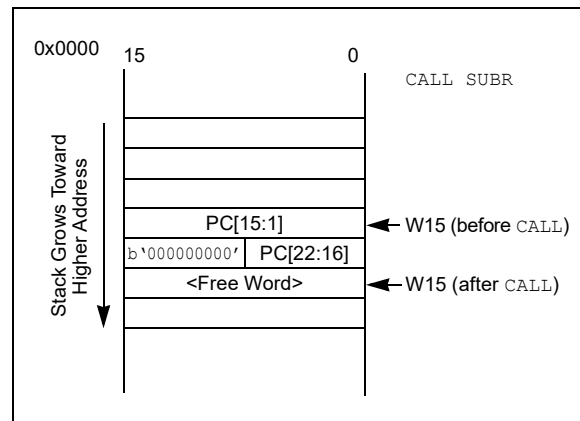 0x0000
15 0
CALL SUBR
Stack Grows Toward
Higher Address
PC[15:1]
W15 (before CALL)
b‘000000000’ PC[22:16]
<Free Word>
W15 (after CALL)